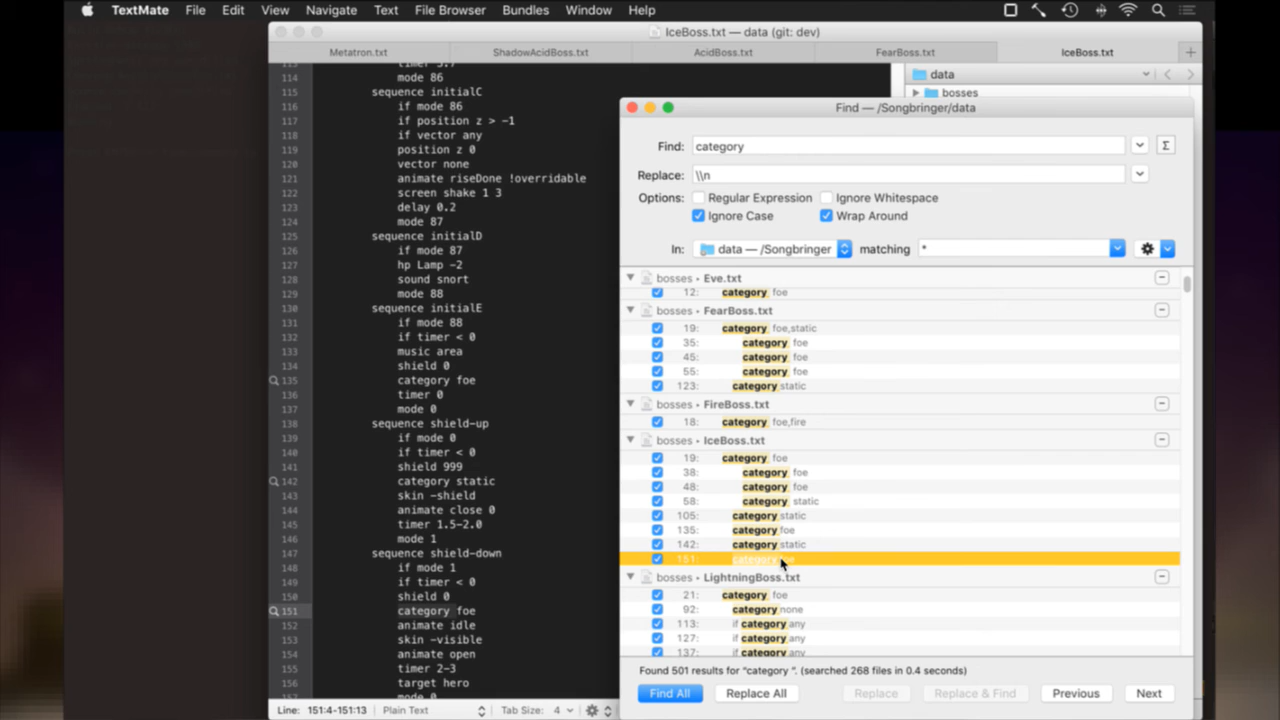 TextMate File Edit View Navigate Text File Browser Bundles Window Help
IceBoss.txt — data (git: dev)
Metatron.txt ShadowAcidBoss.txt AcidBoss.txt FearBoss.txt IceBoss.txt
114 mode 86
115 sequence initialC
116 if mode 86
117 if position z > -1
118 if vector any
119 position z 0
120 vector none
121 animate riseDone !overridable
122 screen shake 1 3
123 delay 0.2
124 mode 87
125 sequence initialD
126 if mode 87
127 hp Lamp -2
128 sound snort
129 mode 88
130 sequence initialE
131 if mode 88
132 if timer < 0
133 music area
134 shield 0
135 category foe
136 timer 0
137 mode 0
138 sequence shield-up
139 if mode 0
140 if timer < 0
141 shield 999
142 category static
143 skin -shield
144 animate close 0
145 timer 1.5-2.0
146 mode 1
147 sequence shield-down
148 if mode 1
149 if timer < 0
150 shield 0
151 category foe
152 animate idle
153 skin -visible
154 animate open
155 timer 2-3
156 target hero
157 mode 0
Line: 151:4-151:13 Plain Text Tab Size: 4
data
bosses
Find — /Songbringer/data
Find: category Σ
Replace: \\n
Options: Regular Expression Ignore Whitespace
Ignore Case Wrap Around
In: data — /Songbringer matching *
bosses ▸ Eve.txt
12: category foe
bosses ▸ FearBoss.txt
19: category foe,static
35: category foe
45: category foe
55: category foe
123: category static
bosses ▸ FireBoss.txt
18: category foe,fire
bosses ▸ IceBoss.txt
19: category foe
38: category foe
48: category foe
58: category static
105: category static
135: category foe
142: category static
151: category foe
bosses ▸ LightningBoss.txt
21: category foe
92: category none
113: if category any
127: if category any
137: if category any
Found 501 results for “category ”. (searched 268 files in 0.4 seconds)
Find All Replace All Replace Replace & Find Previous Next